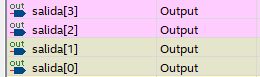 out salida[3] Output
out salida[2] Output
out salida[1] Output
out salida[0] Output